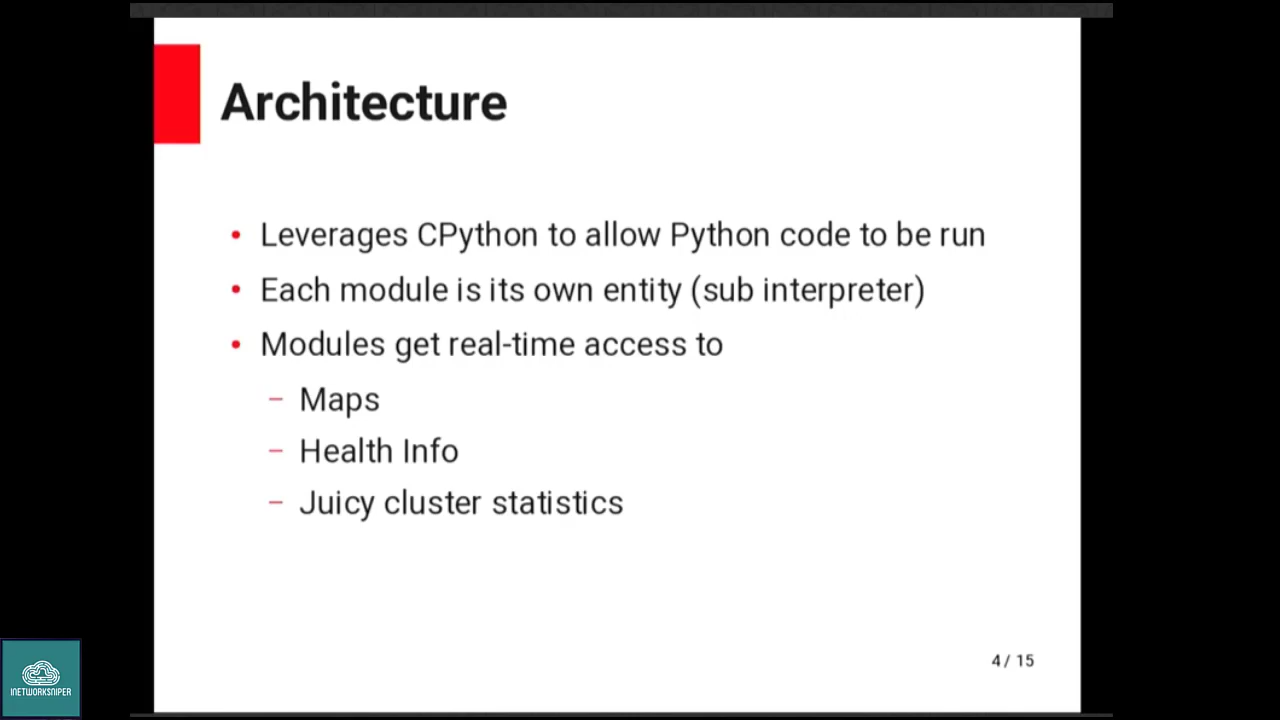 Architecture
• Leverages CPython to allow Python code to be run
• Each module is its own entity (sub interpreter)
• Modules get real-time access to
– Maps
– Health Info
– Juicy cluster statistics
4 / 15
INETWORKSNIPER